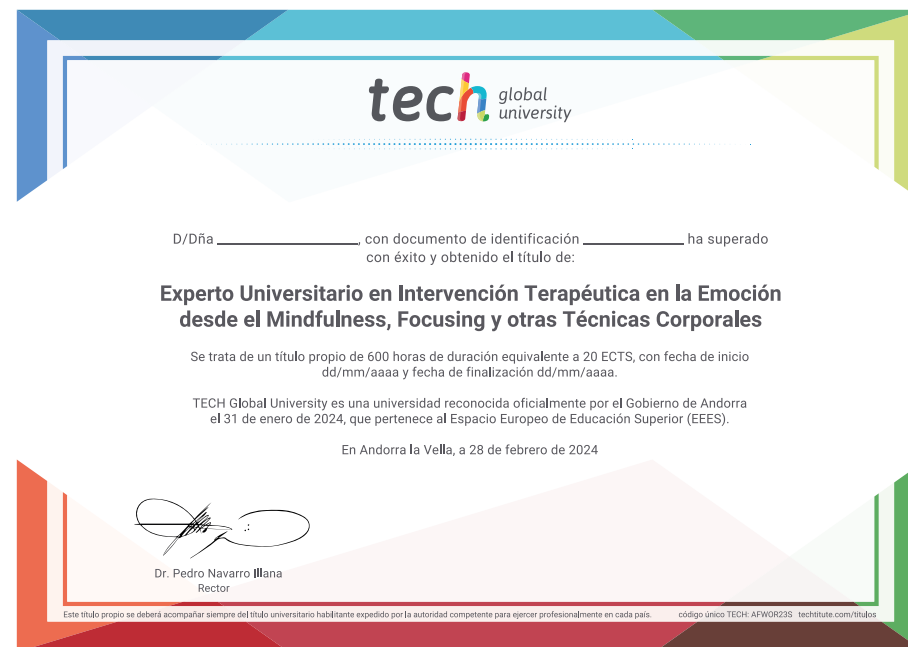 tech global university
D/Dña ____________________, con documento de identificación ______________ ha superado
con éxito y obtenido el título de:
Experto Universitario en Intervención Terapéutica en la Emoción
desde el Mindfulness, Focusing y otras Técnicas Corporales
Se trata de un título propio de 600 horas de duración equivalente a 20 ECTS, con fecha de inicio
dd/mm/aaaa y fecha de finalización dd/mm/aaaa.
TECH Global University es una universidad reconocida oficialmente por el Gobierno de Andorra
el 31 de enero de 2024, que pertenece al Espacio Europeo de Educación Superior (EEES).
En Andorra la Vella, a 28 de febrero de 2024
Dr. Pedro Navarro Illana
Rector
Este título propio se deberá acompañar siempre del título universitario habilitante expedido por la autoridad competente para ejercer profesionalmente en cada país. código único TECH: AFWOR23S techtitute.com/titulos